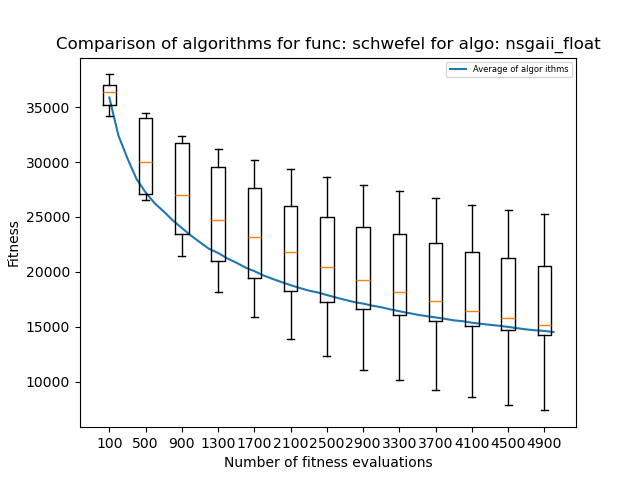 Comparison of algorithms for func: schwefel for algo: nsgaii_float
Average of algor ithms
35000
30000
25000
20000
15000
10000
Fitness
100 500 900 1300 1700 2100 2500 2900 3300 3700 4100 4500 4900
Number of fitness evaluations